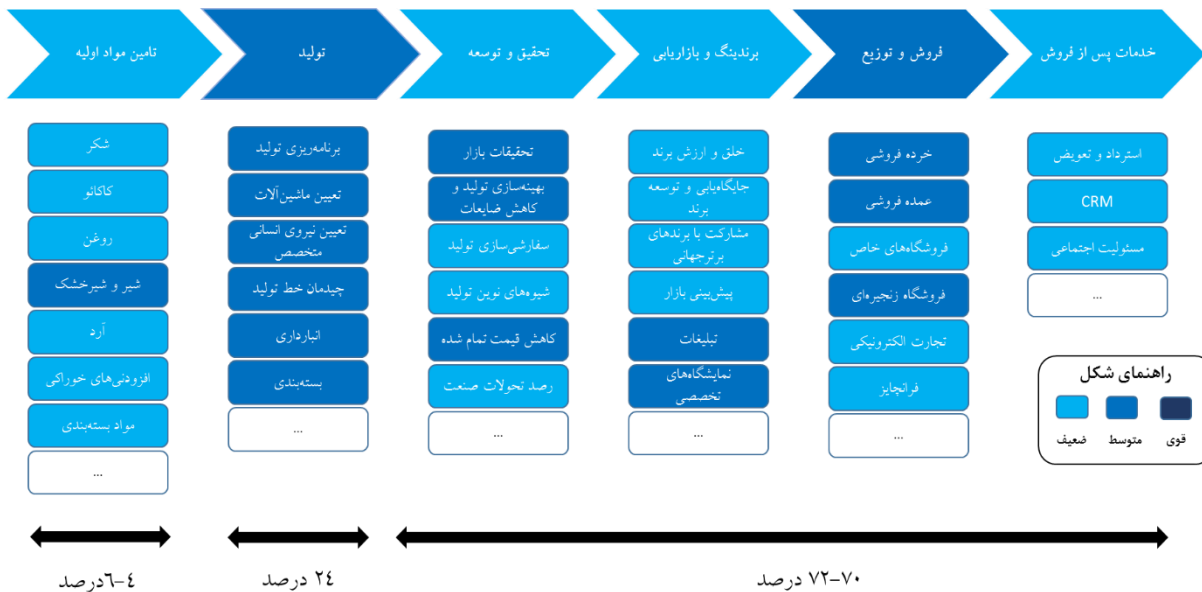 تامین مواد اولیه
تولید
تحقیق و توسعه
برندینگ و بازاریابی
فروش و توزیع
خدمات پس از فروش
شکر
کاکائو
روغن
شیر و شیرخشک
آرد
افزودنی‌های خوراکی
مواد بسته‌بندی
...
برنامه‌ریزی تولید
تعیین ماشین‌آلات
تعیین نیروی انسانی
متخصص
چیدمان خط تولید
انبارداری
بسته‌بندی
...
تحقیقات بازار
بهینه‌سازی تولید و
کاهش ضایعات
سفارشی‌سازی تولید
شیوه‌های نوین تولید
کاهش قیمت تمام شده
رصد تحولات صنعت
...
خلق و ارزش برند
جایگاه‌یابی و توسعه
برند
مشارکت با برندهای
برترجهانی
پیش‌بینی بازار
تبلیغات
نمایشگاه‌های
تخصصی
...
خرده فروشی
عمده فروشی
فروشگاه‌های خاص
فروشگاه زنجیره‌ای
تجارت الکترونیکی
فرانچایز
...
استرداد و تعویض
CRM
مسئولیت اجتماعی
...
راهنمای شکل
قوی متوسط ضعیف
۴-۶درصد
۲۴ درصد
۷۰-۷۲ درصد